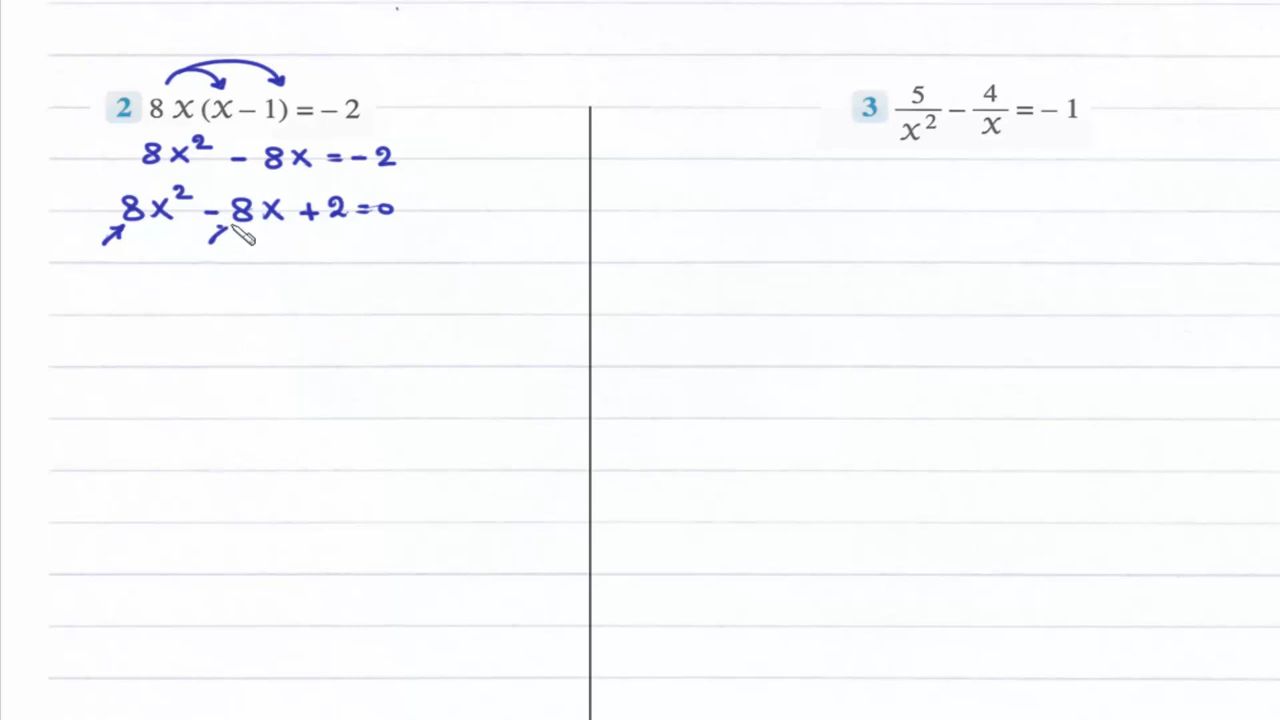 2 8 x (x − 1) = − 2
8x² − 8x = −2
8x² − 8x + 2 = 0
3 5/x² − 4/x = − 1